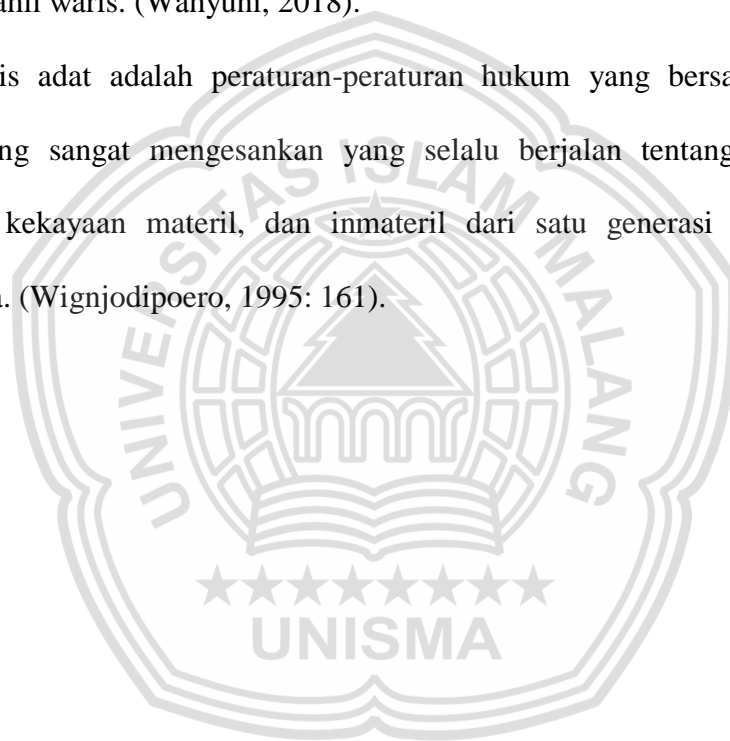 ahli waris. (Wahyuni, 2018).
is adat adalah peraturan-peraturan hukum yang bersa
ng sangat mengesankan yang selalu berjalan tentang
kekayaan materil, dan inmateril dari satu generasi
. (Wignjodipoero, 1995: 161).
UNIVERSITAS ISLAM MALANG
UNISMA